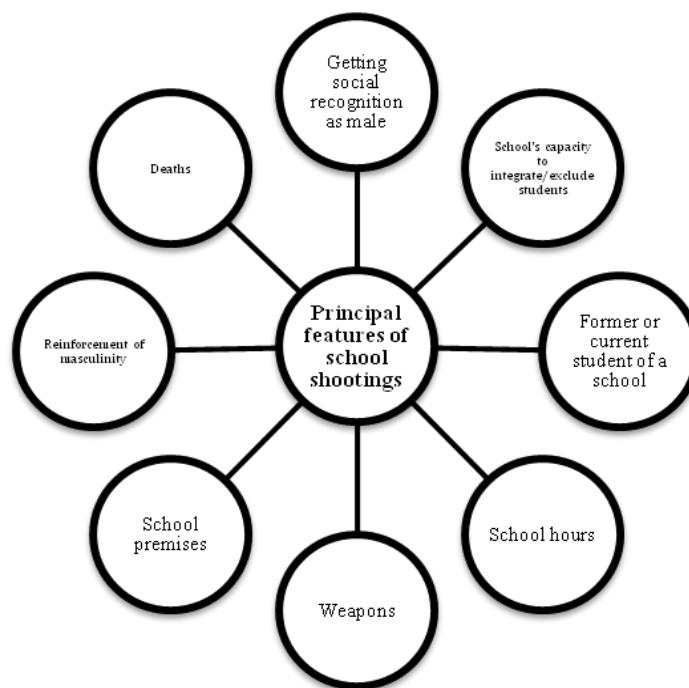 Getting
social
recognition
as male
School's capacity
to
integrate/exclude
students
Former or
current
student of a
school
School hours
Weapons
School
premises
Reinforcement of
masculinity
Deaths
Principal
features of
school
shootings